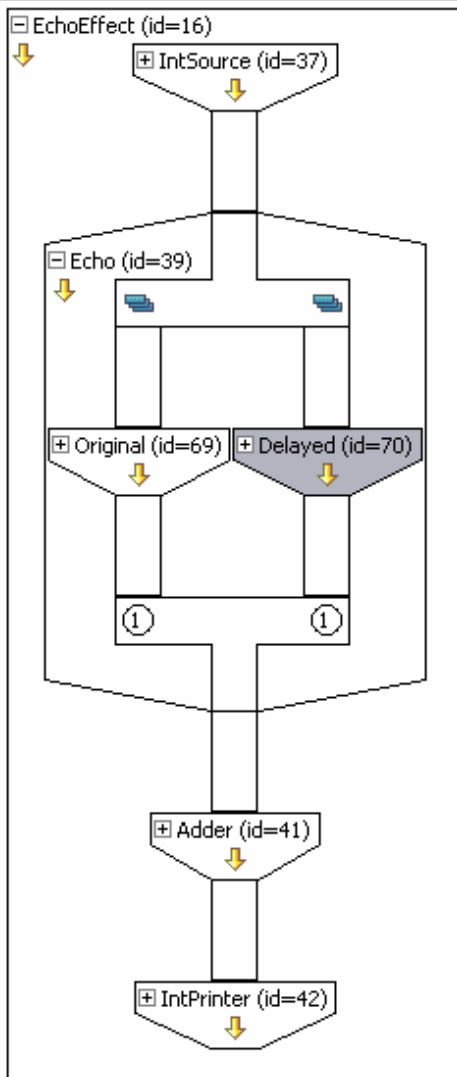 EchoEffect (id=16)
IntSource (id=37)
Echo (id=39)
Original (id=69)
Delayed (id=70)
1
1
Adder (id=41)
IntPrinter (id=42)